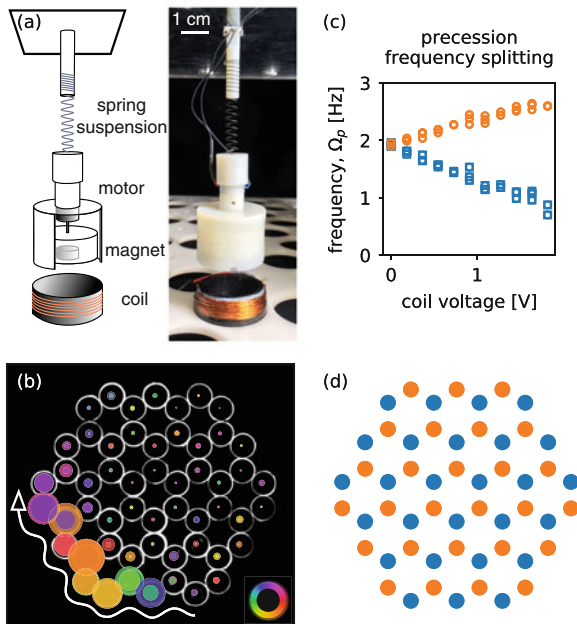 (a)
1 cm
spring
suspension
motor
magnet
coil
(c)
precession
frequency splitting
3
2
1
0
frequency, Ωp [Hz]
0
1
coil voltage [V]
(b)
(d)